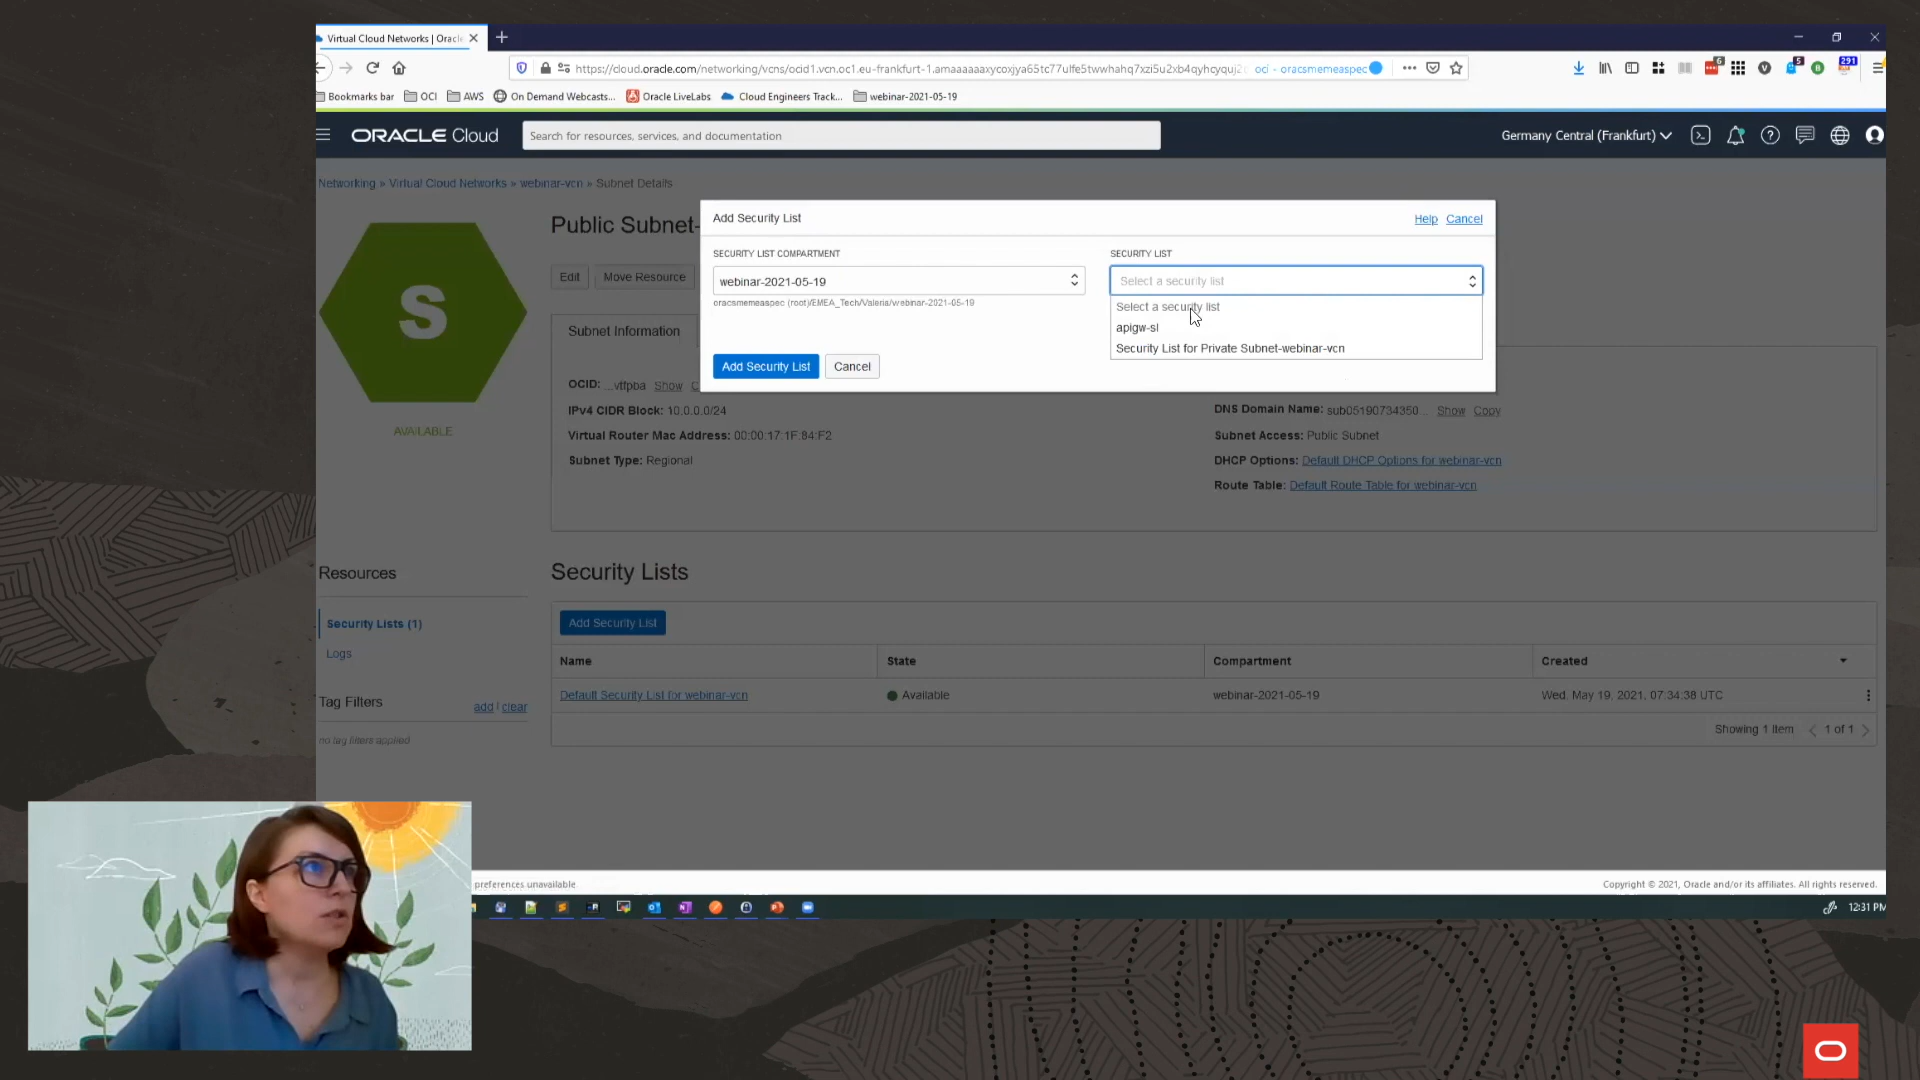 Virtual Cloud Networks | Oracle
https://cloud.oracle.com/networking/vcns/ocid1.vcn.oc1.eu-frankfurt-1.amaaaaaaxycoxjya65tc77ulfe5twwhahq7xzi5u2xb4qyhcyquj2
oci - oracsmemeaspec
6
5
291
Bookmarks bar
OCI
AWS
On Demand Webcasts...
Oracle LiveLabs
Cloud Engineers Track...
webinar-2021-05-19
ORACLE Cloud
Search for resources, services, and documentation
Germany Central (Frankfurt)
Networking » Virtual Cloud Networks » webinar-vcn » Subnet Details
Public Subnet-
Edit
Move Resource
Add Security List
Help
Cancel
SECURITY LIST COMPARTMENT
webinar-2021-05-19
oracsmemeaspec (root)/EMEA_Tech/Valeria/webinar-2021-05-19
SECURITY LIST
Select a security list
Select a security list
apigw-sl
Security List for Private Subnet-webinar-vcn
Add Security List
Cancel
S
AVAILABLE
Subnet Information
OCID: ...vffpba Show
IPv4 CIDR Block: 10.0.0.0/24
Virtual Router Mac Address: 00:00:17:1F:84:F2
Subnet Type: Regional
DNS Domain Name: sub05190734350... Show Copy
Subnet Access: Public Subnet
DHCP Options: Default DHCP Options for webinar-vcn
Route Table: Default Route Table for webinar-vcn
Resources
Security Lists (1)
Logs
Tag Filters
add | clear
no tag filters applied
Security Lists
Add Security List
Name
State
Compartment
Created
Default Security List for webinar-vcn
Available
webinar-2021-05-19
Wed, May 19, 2021, 07:34:38 UTC
Showing 1 Item
1 of 1
preferences unavailable
Copyright © 2021, Oracle and/or its affiliates. All rights reserved.
12:31 PM